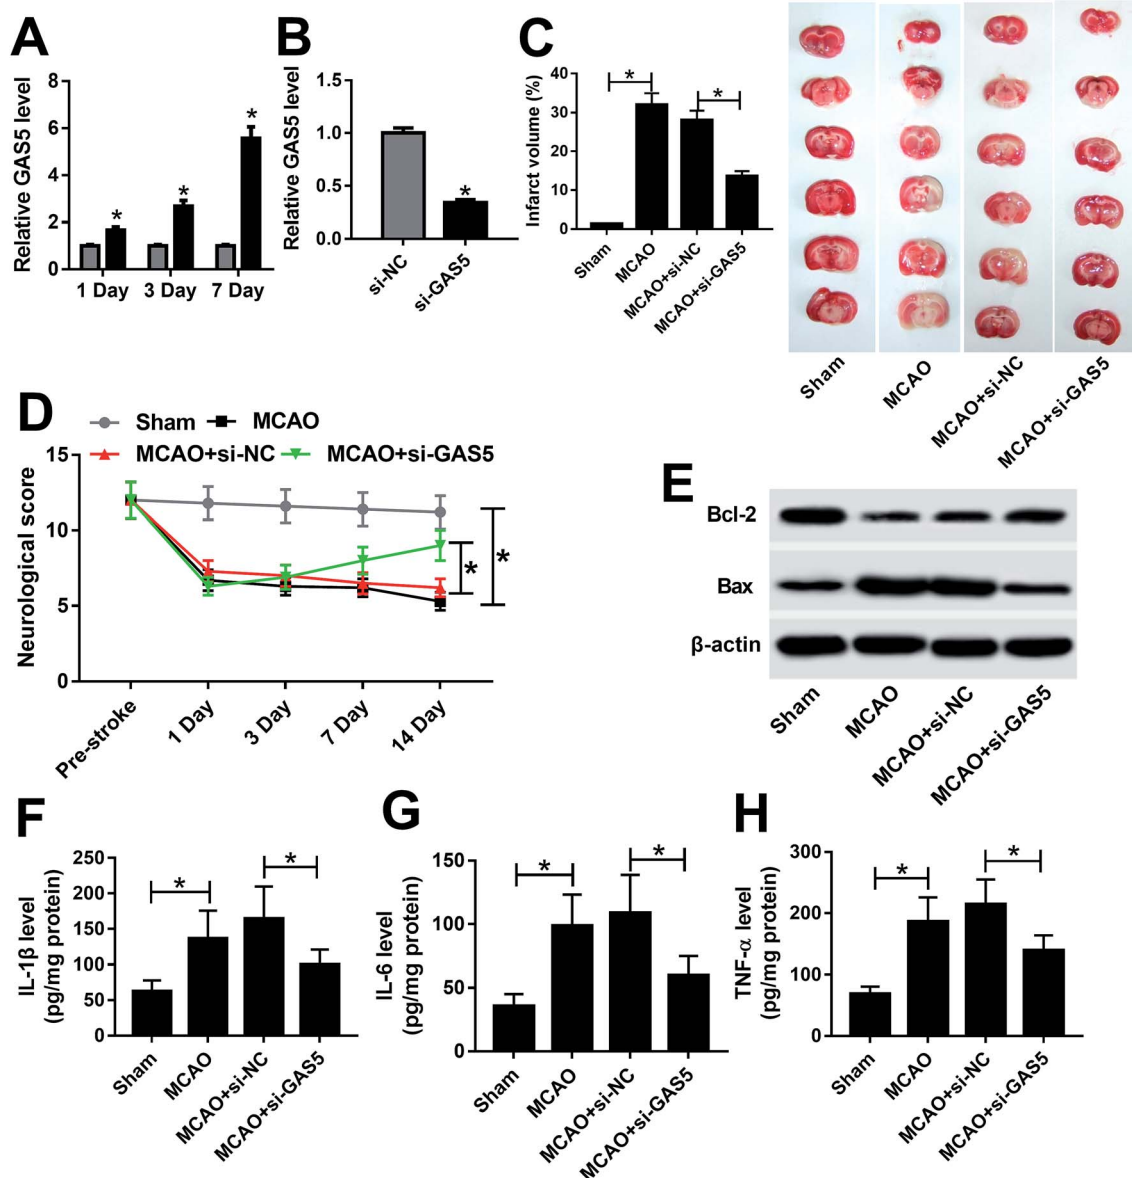 A
Relative GAS5 level
8
6
4
2
0
*
*
*
1 Day
3 Day
7 Day
B
Relative GAS5 level
1.5
1.0
0.5
0.0
*
si-NC
si-GAS5
C
Infarct volume (%)
40
30
20
10
0
*
*
Sham
MCAO
MCAO+si-NC
MCAO+si-GAS5
Sham
MCAO
MCAO+si-NC
MCAO+si-GAS5
D
Sham
MCAO
MCAO+si-NC
MCAO+si-GAS5
Neurological score
15
10
5
0
*
*
Pre-stroke
1 Day
3 Day
7 Day
14 Day
E
Bcl-2
Bax
β-actin
Sham
MCAO
MCAO+si-NC
MCAO+si-GAS5
F
IL-1β level
(pg/mg protein)
250
200
150
100
50
0
*
*
Sham
MCAO
MCAO+si-NC
MCAO+si-GAS5
G
IL-6 level
(pg/mg protein)
150
100
50
0
*
*
Sham
MCAO
MCAO+si-NC
MCAO+si-GAS5
H
TNF-α level
(pg/mg protein)
300
200
100
0
*
*
Sham
MCAO
MCAO+si-NC
MCAO+si-GAS5